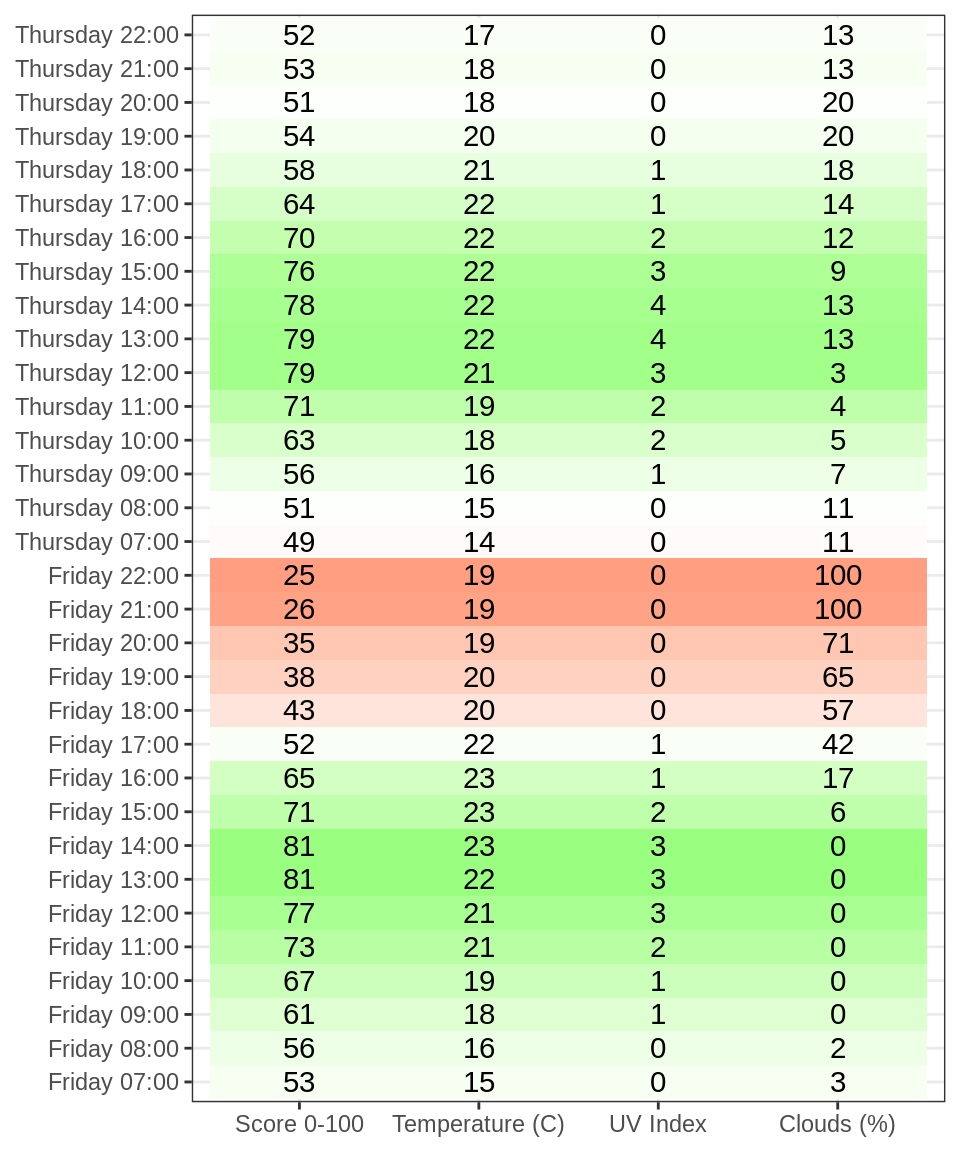 Thursday 22:00 52 17 0 13
Thursday 21:00 53 18 0 13
Thursday 20:00 51 18 0 20
Thursday 19:00 54 20 0 20
Thursday 18:00 58 21 1 18
Thursday 17:00 64 22 1 14
Thursday 16:00 70 22 2 12
Thursday 15:00 76 22 3 9
Thursday 14:00 78 22 4 13
Thursday 13:00 79 22 4 13
Thursday 12:00 79 21 3 3
Thursday 11:00 71 19 2 4
Thursday 10:00 63 18 2 5
Thursday 09:00 56 16 1 7
Thursday 08:00 51 15 0 11
Thursday 07:00 49 14 0 11
Friday 22:00 25 19 0 100
Friday 21:00 26 19 0 100
Friday 20:00 35 19 0 71
Friday 19:00 38 20 0 65
Friday 18:00 43 20 0 57
Friday 17:00 52 22 1 42
Friday 16:00 65 23 1 17
Friday 15:00 71 23 2 6
Friday 14:00 81 23 3 0
Friday 13:00 81 22 3 0
Friday 12:00 77 21 3 0
Friday 11:00 73 21 2 0
Friday 10:00 67 19 1 0
Friday 09:00 61 18 1 0
Friday 08:00 56 16 0 2
Friday 07:00 53 15 0 3
Score 0-100 Temperature (C) UV Index Clouds (%)